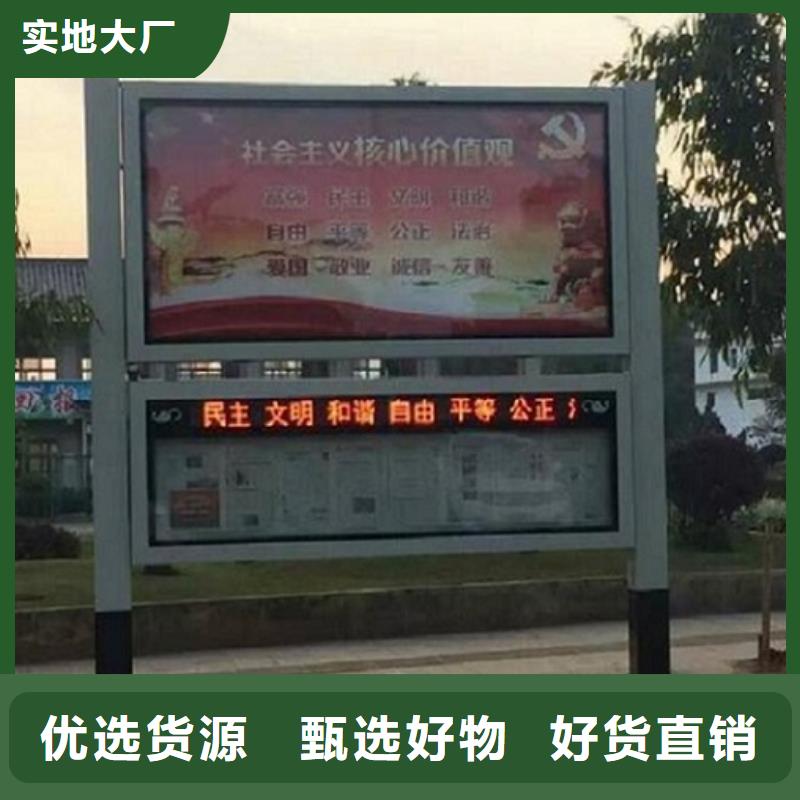 实地大厂
社会主义核心价值观
富强 民主 文明 和谐
自由 平等 公正 法治
爱国 敬业 诚信 友善
民主 文明 和谐 自由 平等 公正
优选货源 甄选好物 好货直销